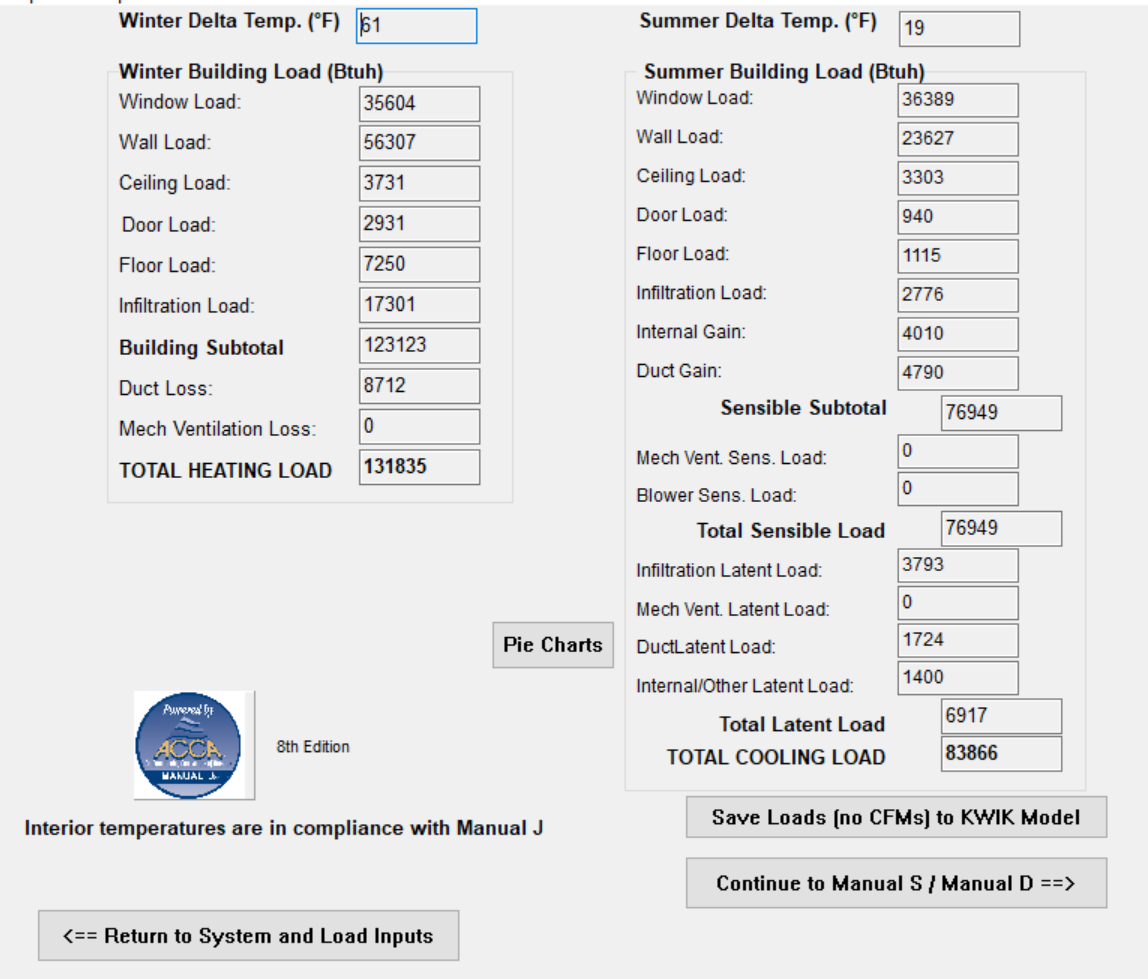 Winter Delta Temp. (°F) 61
Winter Building Load (Btuh)
Window Load: 35604
Wall Load: 56307
Ceiling Load: 3731
Door Load: 2931
Floor Load: 7250
Infiltration Load: 17301
Building Subtotal 123123
Duct Loss: 8712
Mech Ventilation Loss: 0
TOTAL HEATING LOAD 131835
Summer Delta Temp. (°F) 19
Summer Building Load (Btuh)
Window Load: 36389
Wall Load: 23627
Ceiling Load: 3303
Door Load: 940
Floor Load: 1115
Infiltration Load: 2776
Internal Gain: 4010
Duct Gain: 4790
Sensible Subtotal 76949
Mech Vent. Sens. Load: 0
Blower Sens. Load: 0
Total Sensible Load 76949
Infiltration Latent Load: 3793
Mech Vent. Latent Load: 0
DuctLatent Load: 1724
Internal/Other Latent Load: 1400
Total Latent Load 6917
TOTAL COOLING LOAD 83866
Pie Charts
Powered by
ACCA
MANUAL J
8th Edition
Interior temperatures are in compliance with Manual J
Save Loads (no CFMs) to KWIK Model
Continue to Manual S / Manual D ==>
<== Return to System and Load Inputs